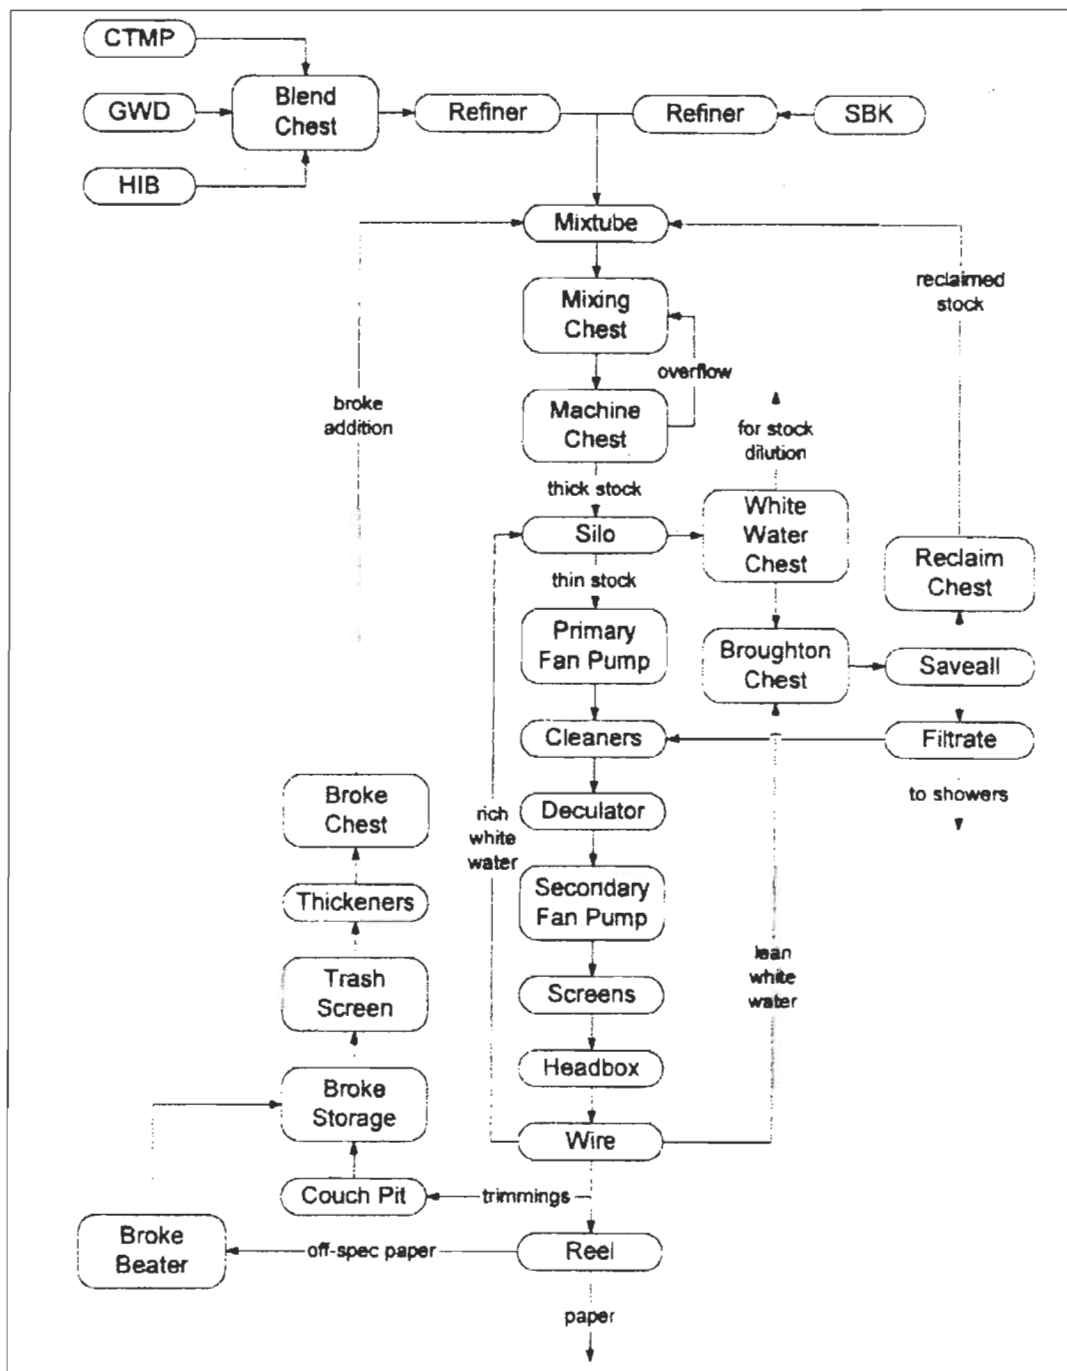 CTMP
GWD
HIB
Blend
Chest
Refiner
Refiner
SBK
Mixtube
Mixing
Chest
overflow
Machine
Chest
broke
addition
reclaimed
stock
for stock
dilution
thick stock
Silo
White
Water
Chest
Reclaim
Chest
thin stock
Primary
Fan Pump
Broughton
Chest
Saveall
Cleaners
Filtrate
to showers
Deculator
rich
white
water
Broke
Chest
Thickeners
Secondary
Fan Pump
lean
white
water
Trash
Screen
Screens
Headbox
Broke
Storage
Wire
Couch Pit
trimmings
Broke
Beater
off-spec paper
Reel
paper